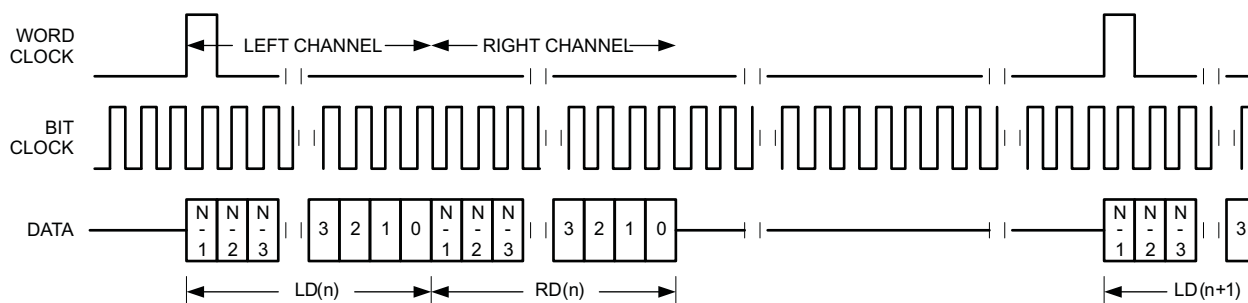 WORD
CLOCK
LEFT CHANNEL
RIGHT CHANNEL
BIT
CLOCK
DATA
N-1 N-2 N-3 3 2 1 0 N-1 N-2 N-3 3 2 1 0 N-1 N-2 N-3 3
LD(n)
RD(n)
LD(n+1)